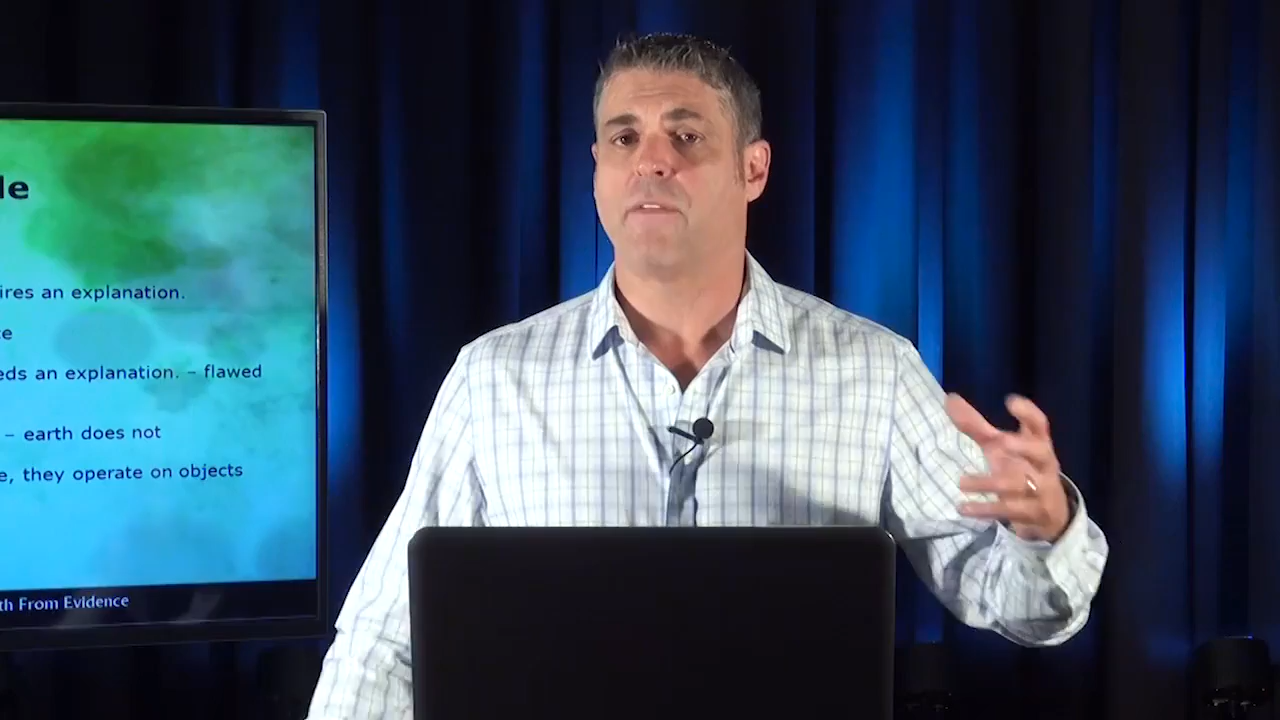 le
ires an explanation.
e
eds an explanation. – flawed
– earth does not
e, they operate on objects
th From Evidence